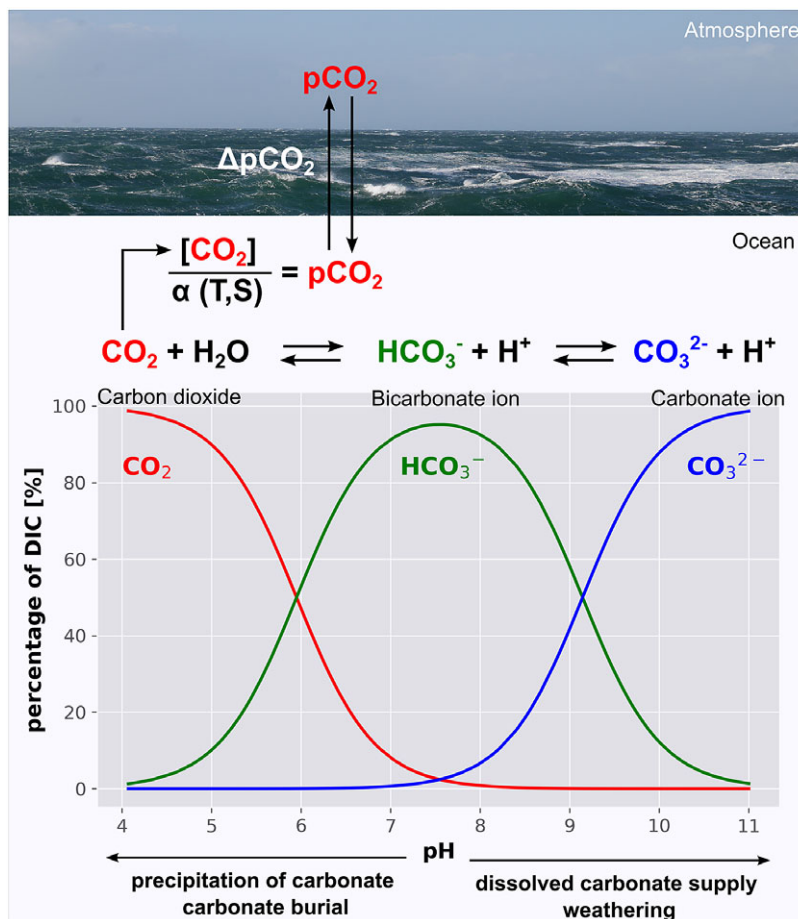 Atmosphere
pCO₂
ΔpCO₂
Ocean
[CO₂]
α (T,S) = pCO₂
CO₂ + H₂O ⇌ HCO₃⁻ + H⁺ ⇌ CO₃²⁻ + H⁺
Carbon dioxide Bicarbonate ion Carbonate ion
CO₂ HCO₃⁻ CO₃²⁻
percentage of DIC [%]
100
80
60
40
20
0
4 5 6 7 8 9 10 11
pH
precipitation of carbonate
carbonate burial
dissolved carbonate supply
weathering